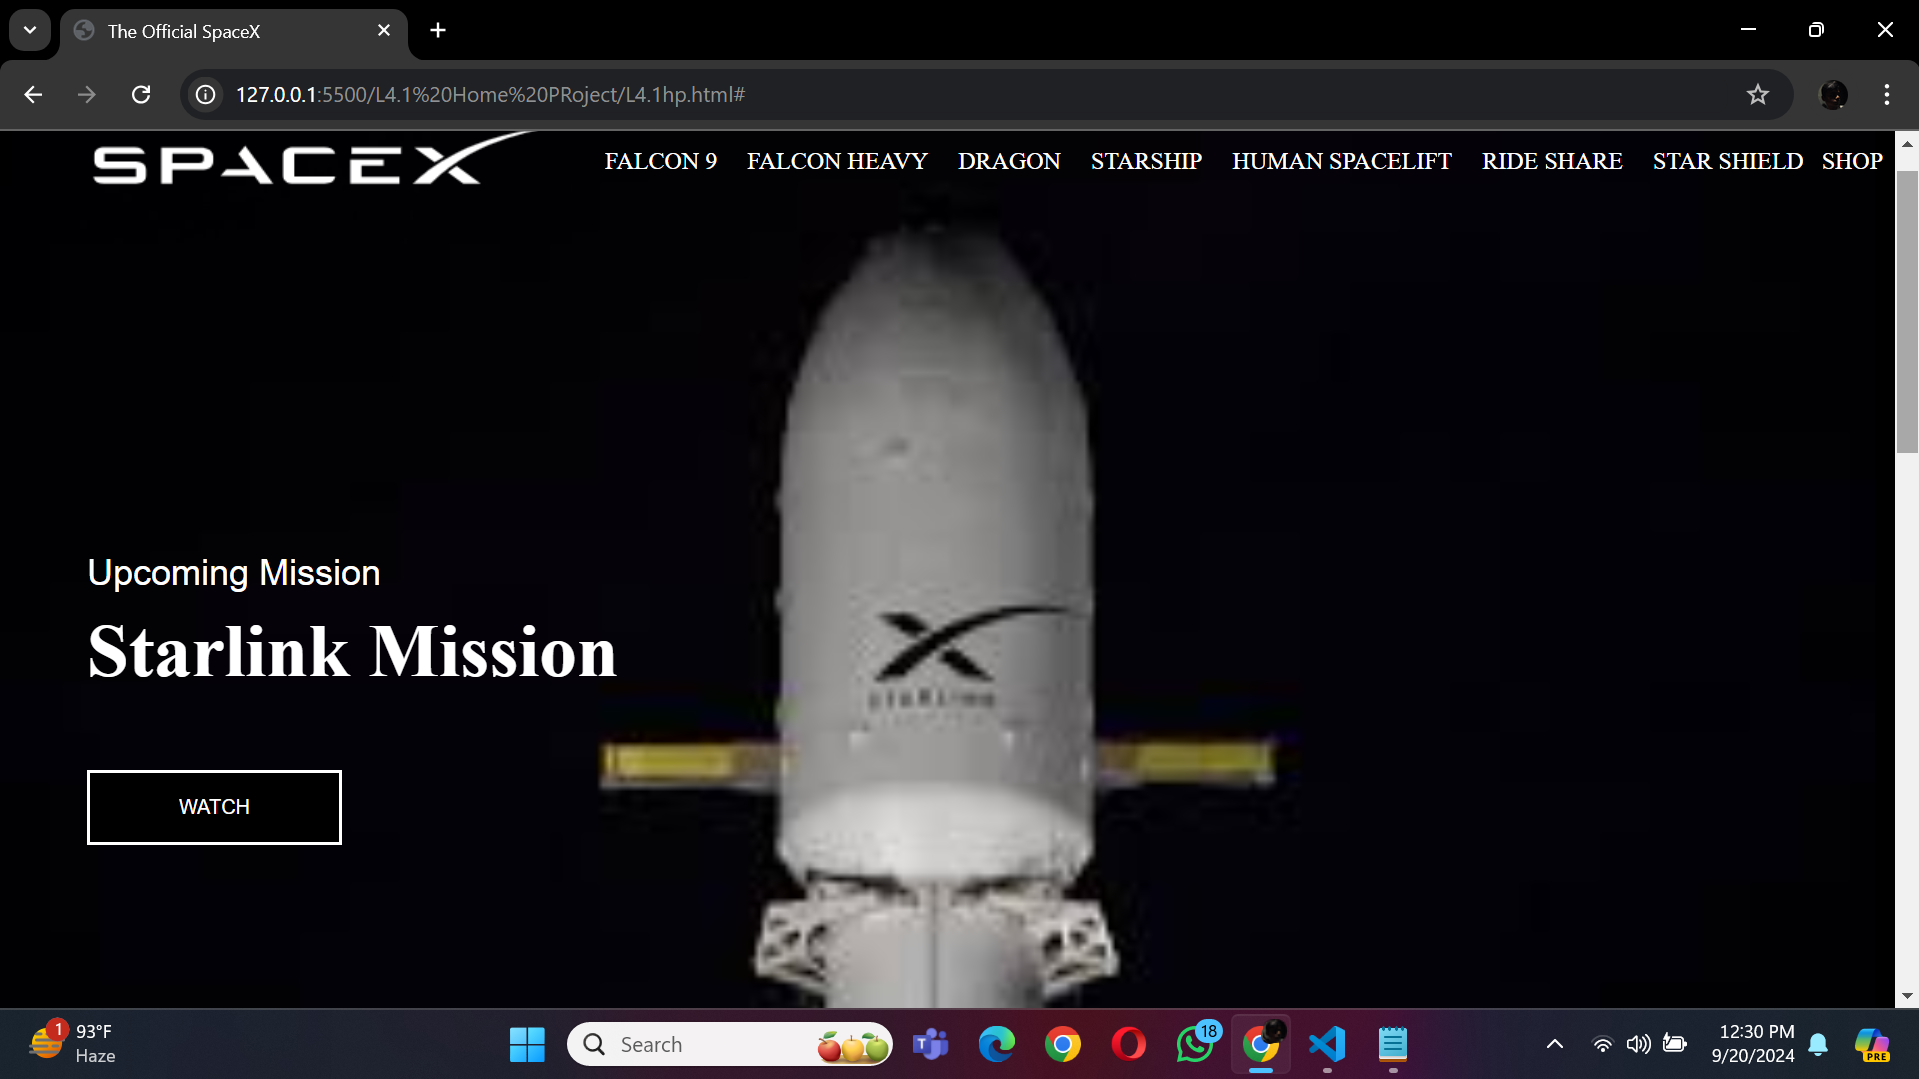 The Official SpaceX
127.0.0.1:5500/L4.1%20Home%20PRoject/L4.1hp.html#
SPACEX FALCON 9 FALCON HEAVY DRAGON STARSHIP HUMAN SPACELIFT RIDE SHARE STAR SHIELD SHOP
Upcoming Mission
Starlink Mission
WATCH
1
93°F
Haze
Search
18
12:30 PM
9/20/2024
PRE